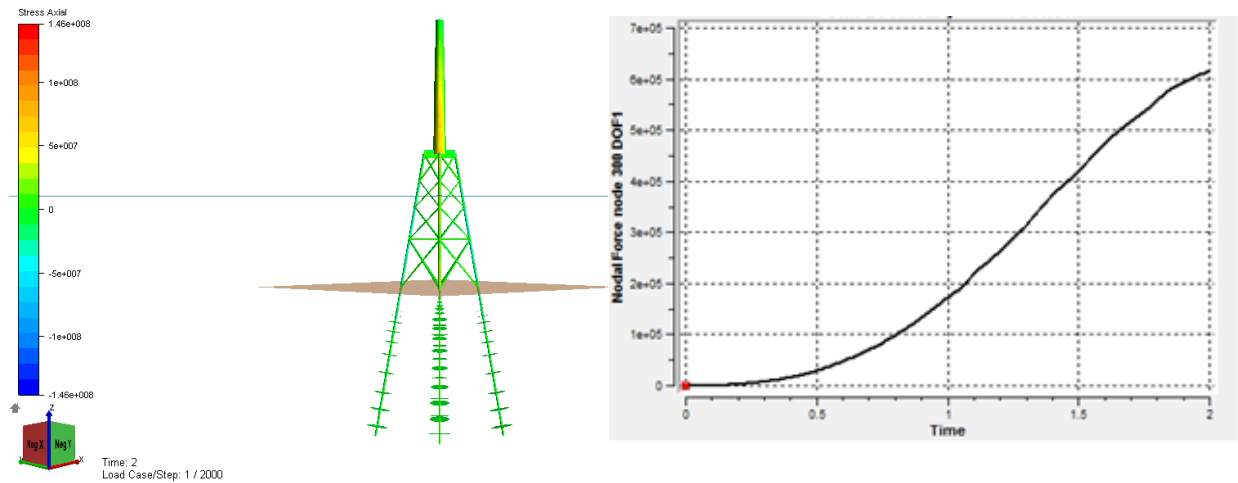 Stress Axial
1.46e+008
1e+008
5e+007
0
-5e+007
-1e+008
-1.46e+008
Z
X
Neg X
Neg Y
Time: 2
Load Case/Step: 1 / 2000
7e+05
6e+05
5e+05
4e+05
3e+05
2e+05
1e+05
0
Nodal Force node 300 DOF1
0
0.5
1
1.5
2
Time